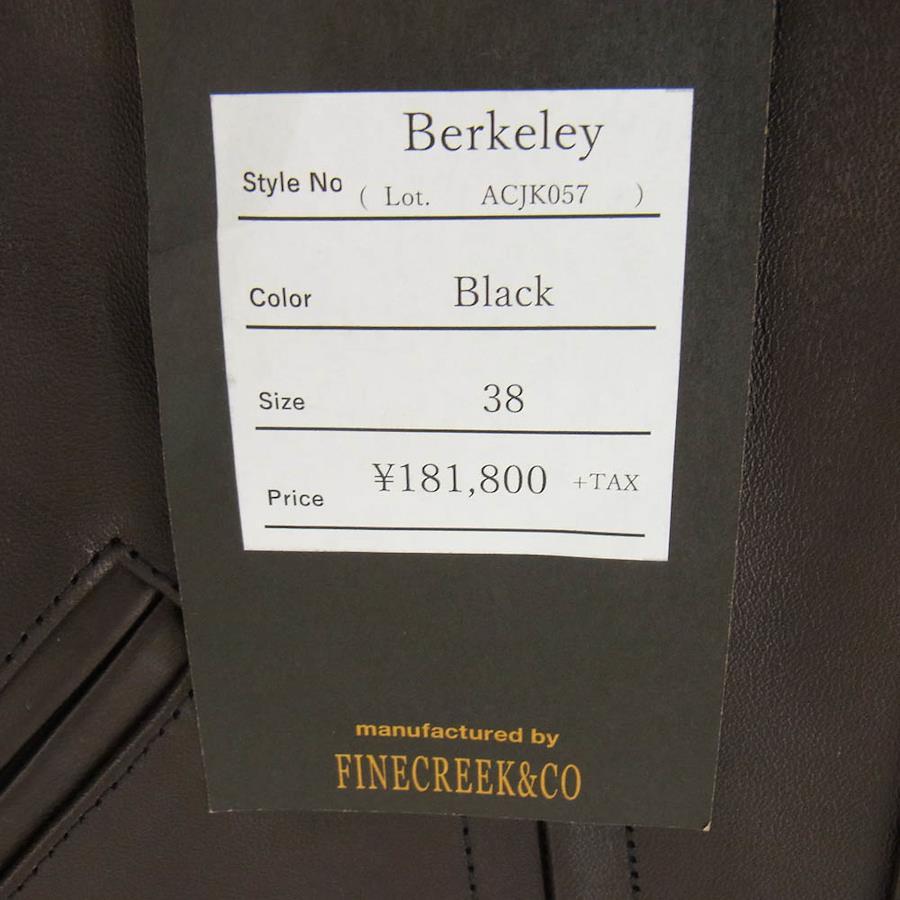 Berkeley
Style No ( Lot. ACJK057 )
Color Black
Size 38
Price ¥181,800 +TAX
manufactured by
FINECREEK&CO